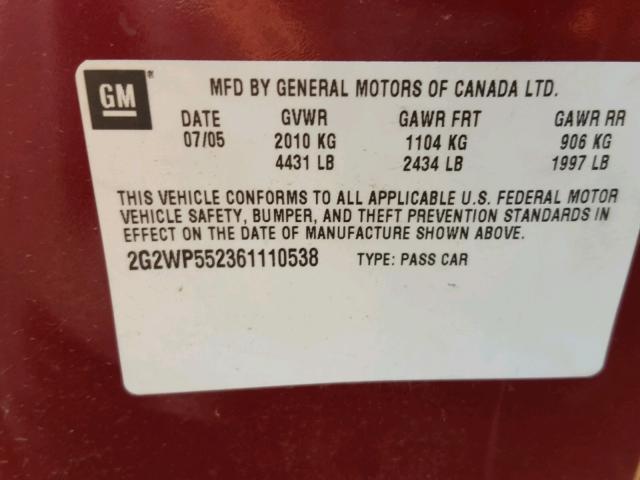 GM®
MFD BY GENERAL MOTORS OF CANADA LTD.
DATE GVWR GAWR FRT GAWR RR
07/05 2010 KG 1104 KG 906 KG
4431 LB 2434 LB 1997 LB
THIS VEHICLE CONFORMS TO ALL APPLICABLE U.S. FEDERAL MOTOR
VEHICLE SAFETY, BUMPER, AND THEFT PREVENTION STANDARDS IN
EFFECT ON THE DATE OF MANUFACTURE SHOWN ABOVE.
2G2WP552361110538 TYPE: PASS CAR